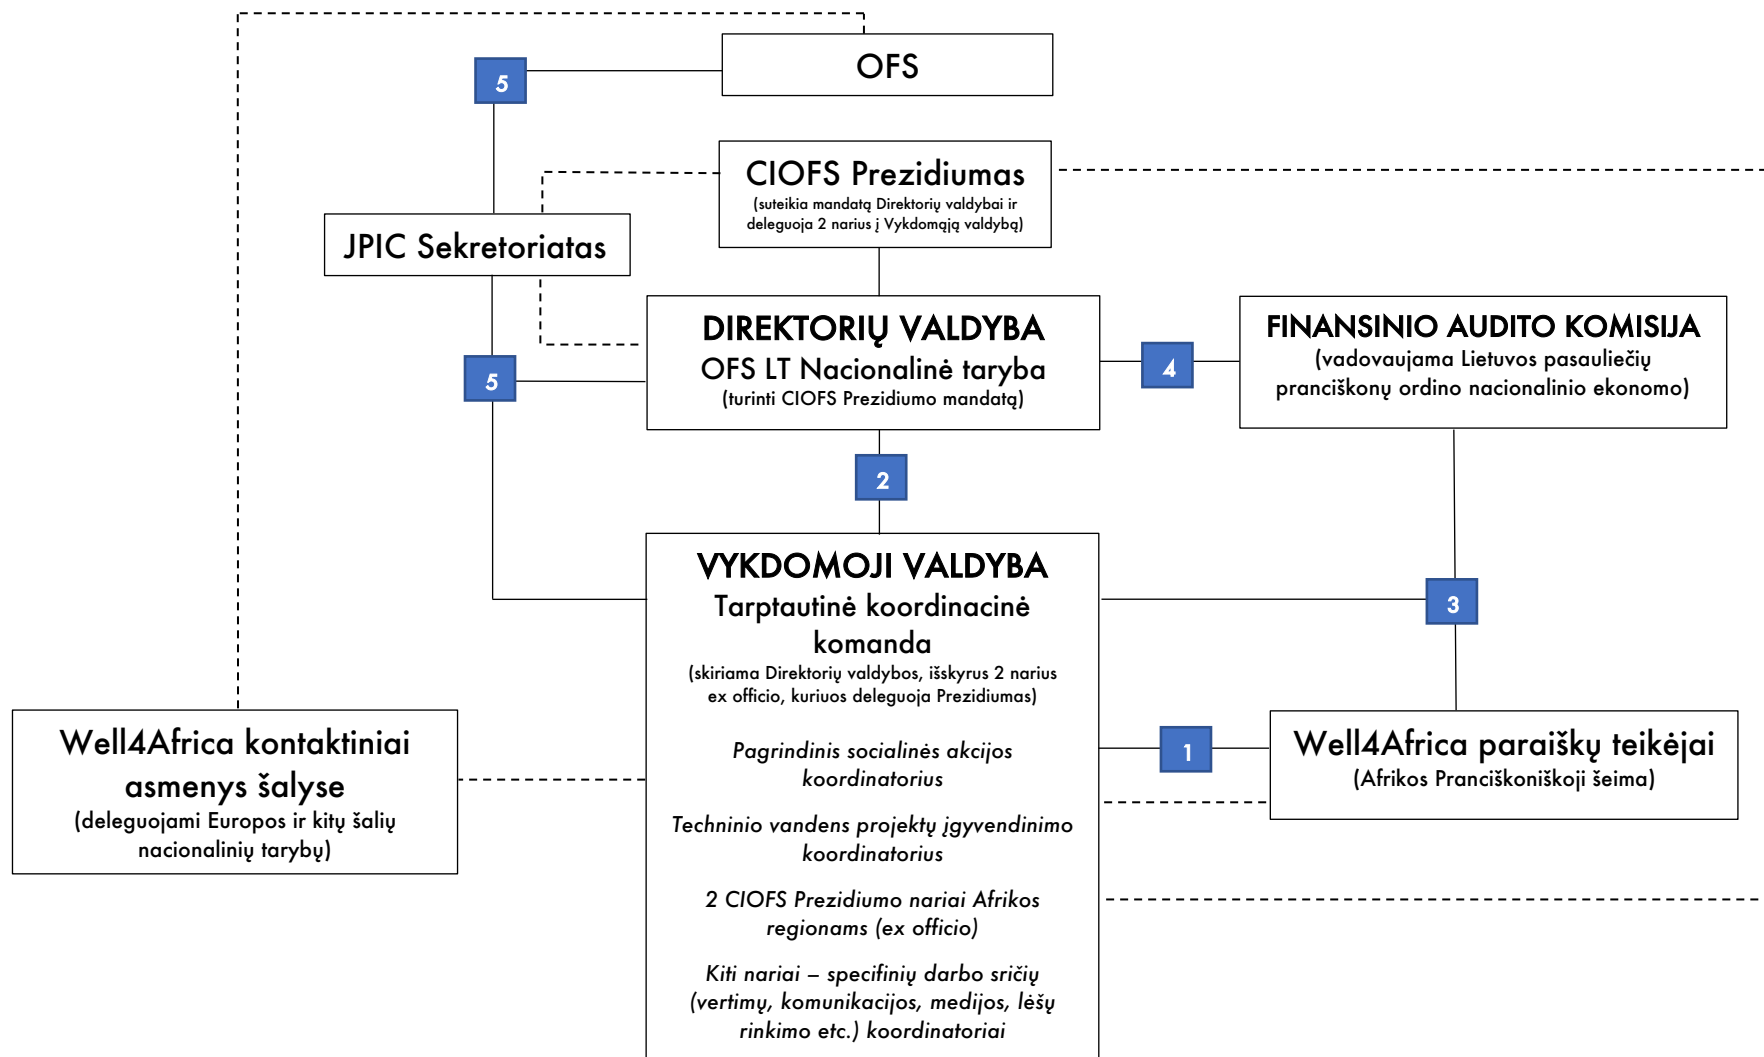 OFS
5
CIOFS Prezidiumas
(suteikia mandatą Direktorių valdybai ir
deleguoja 2 narius į Vykdomąją valdybą)
JPIC Sekretoriatas
DIREKTORIŲ VALDYBA
OFS LT Nacionalinė taryba
(turinti CIOFS Prezidiumo mandatą)
4
FINANSINIO AUDITO KOMISIJA
(vadovaujama Lietuvos pasauliečių
pranciškonų ordino nacionalinio ekonomo)
5
2
VYKDOMOJI VALDYBA
Tarptautinė koordinacinė
komanda
(skiriama Direktorių valdybos, išskyrus 2 narius
ex officio, kuriuos deleguoja Prezidiumas)
Pagrindinis socialinės akcijos
koordinatorius
Techninio vandens projektų įgyvendinimo
koordinatorius
2 CIOFS Prezidiumo nariai Afrikos
regionams (ex officio)
Kiti nariai – specifinių darbo sričių
(vertimų, komunikacijos, medijos, lėšų
rinkimo etc.) koordinatoriai
3
1
Well4Africa kontaktiniai
asmenys šalyse
(deleguojami Europos ir kitų šalių
nacionalinių tarybų)
Well4Africa paraiškų teikėjai
(Afrikos Pranciškoniškoji šeima)